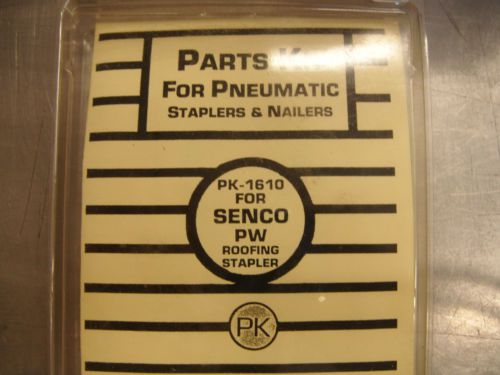 PARTS K
FOR PNEUMATIC
STAPLERS & NAILERS
PK-1610
FOR
SENCO
PW
ROOFING
STAPLER
PK